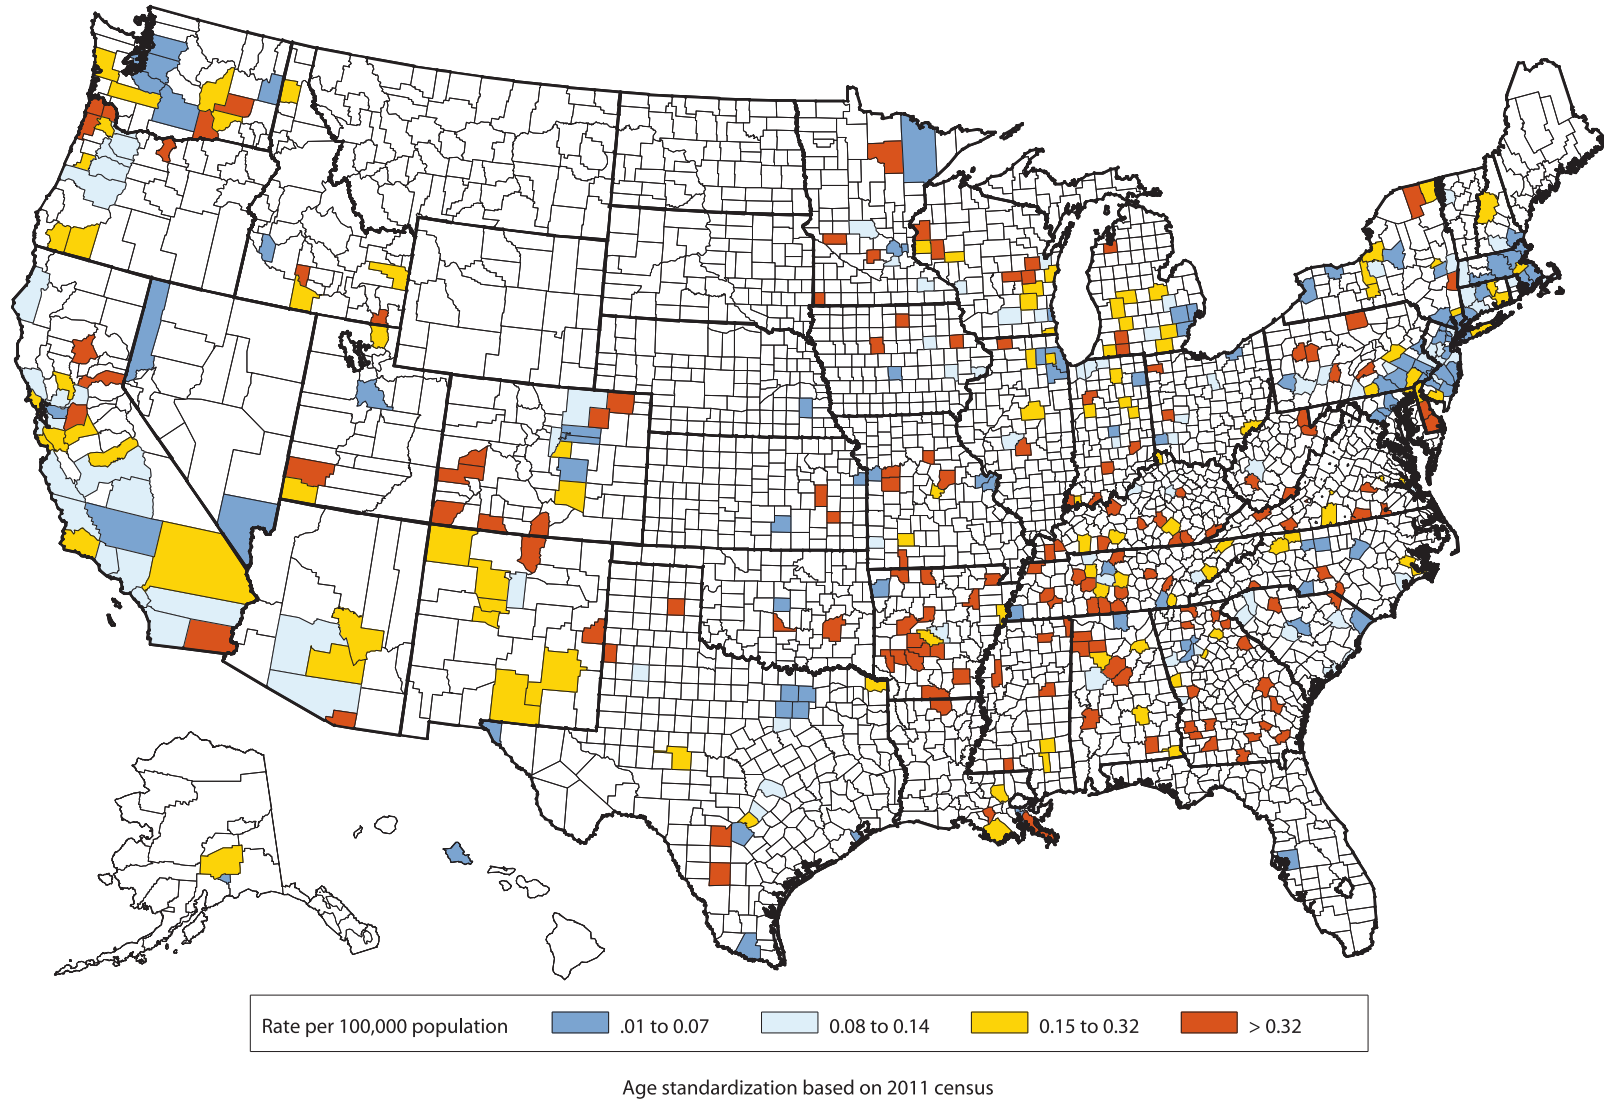 Rate per 100,000 population .01 to 0.07 0.08 to 0.14 0.15 to 0.32 > 0.32
Age standardization based on 2011 census